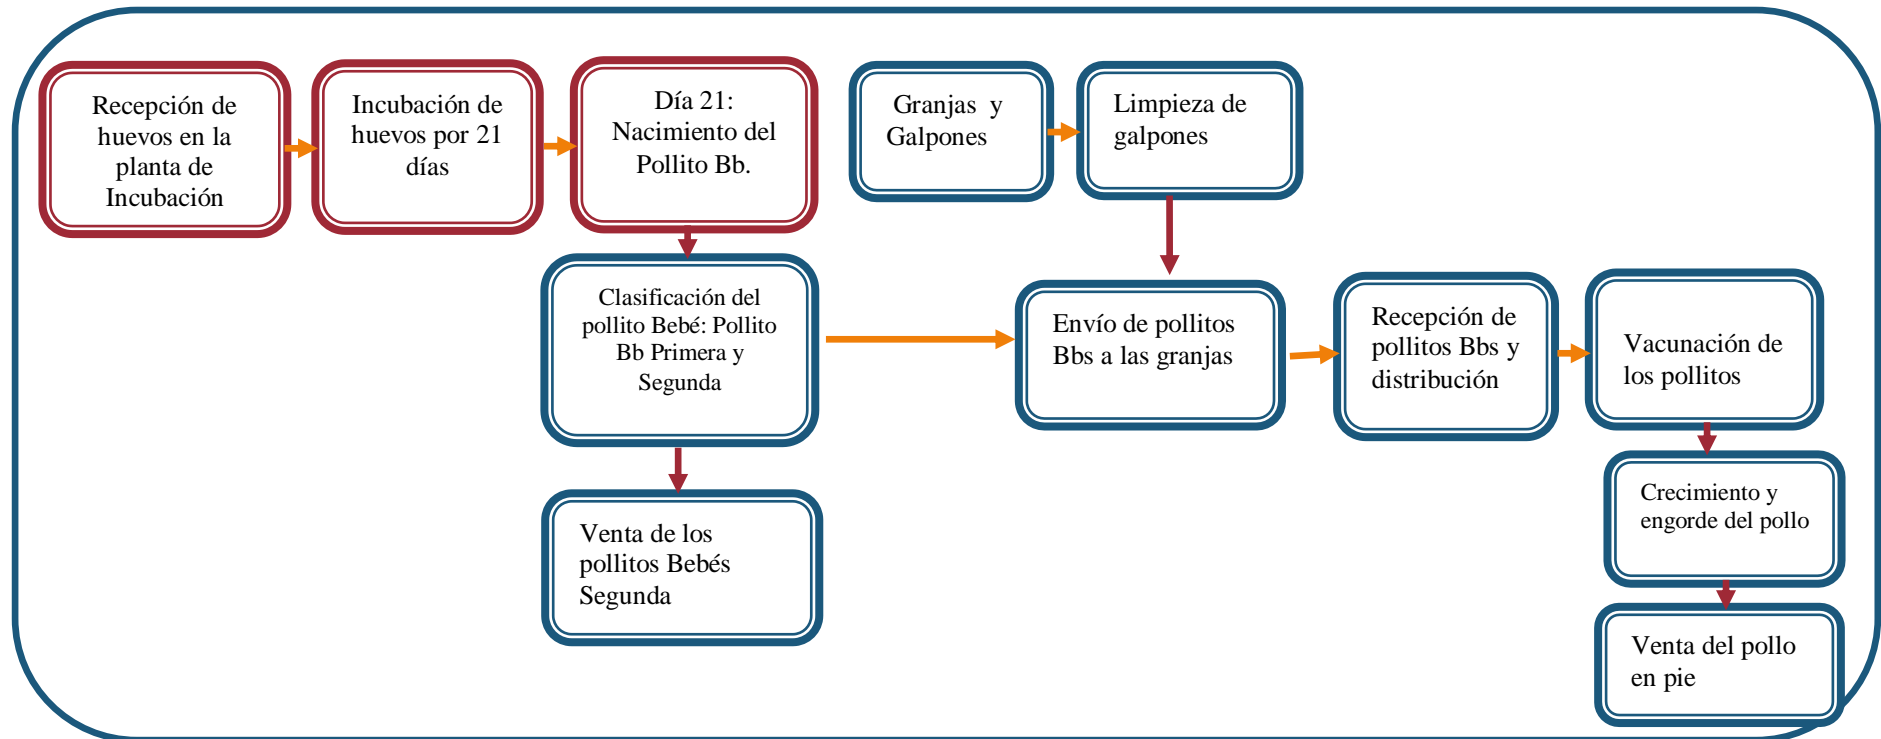 Recepción de
huevos en la
planta de
Incubación
Incubación de
huevos por 21
días
Día 21:
Nacimiento del
Pollito Bb.
Granjas y
Galpones
Limpieza de
galpones
Clasificación del
pollito Bebé: Pollito
Bb Primera y
Segunda
Envío de pollitos
Bbs a las granjas
Recepción de
pollitos Bbs y
distribución
Vacunación de
los pollitos
Venta de los
pollitos Bebés
Segunda
Crecimiento y
engorde del pollo
Venta del pollo
en pie